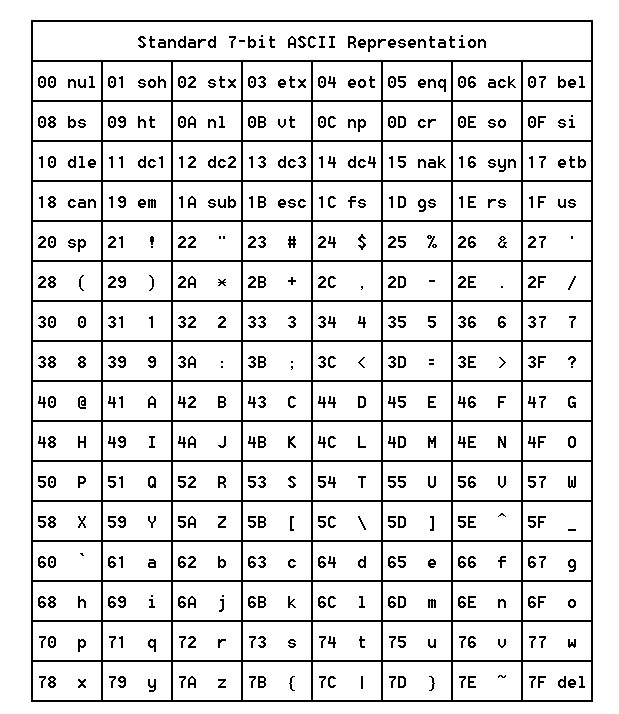 Standard 7-bit ASCII Representation
00 nul 01 soh 02 stx 03 etx 04 eot 05 enq 06 ack 07 bel
08 bs 09 ht 0A nl 0B vt 0C np 0D cr 0E so 0F si
10 dle 11 dc1 12 dc2 13 dc3 14 dc4 15 nak 16 syn 17 etb
18 can 19 em 1A sub 1B esc 1C fs 1D gs 1E rs 1F us
20 sp 21 ! 22 " 23 # 24 $ 25 % 26 & 27 '
28 ( 29 ) 2A * 2B + 2C , 2D - 2E . 2F /
30 0 31 1 32 2 33 3 34 4 35 5 36 6 37 7
38 8 39 9 3A : 3B ; 3C < 3D = 3E > 3F ?
40 @ 41 A 42 B 43 C 44 D 45 E 46 F 47 G
48 H 49 I 4A J 4B K 4C L 4D M 4E N 4F O
50 P 51 Q 52 R 53 S 54 T 55 U 56 V 57 W
58 X 59 Y 5A Z 5B [ 5C \ 5D ] 5E ^ 5F _
60 ` 61 a 62 b 63 c 64 d 65 e 66 f 67 g
68 h 69 i 6A j 6B k 6C l 6D m 6E n 6F o
70 p 71 q 72 r 73 s 74 t 75 u 76 v 77 w
78 x 79 y 7A z 7B { 7C | 7D } 7E ~ 7F del